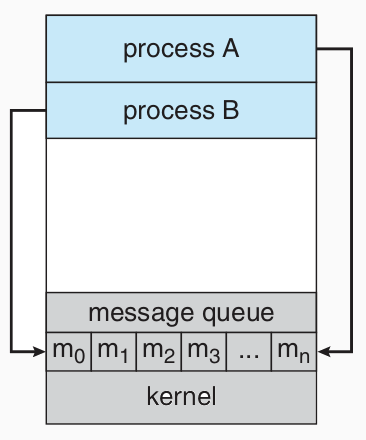 process A
process B
message queue
m0 m1 m2 m3 ... mn
kernel